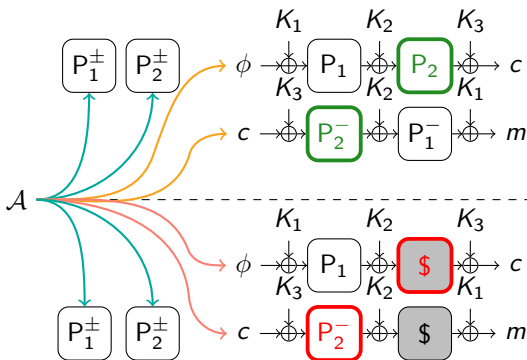 K₁ K₂ K₃
P₁± P₂± ϕ P₁ P₂ c
K₃ K₂ K₁
c P₂⁻ P₁⁻ m
𝒜
K₁ K₂ K₃
ϕ P₁ $ c
K₃ K₂ K₁
P₁± P₂± c P₂⁻ $ m